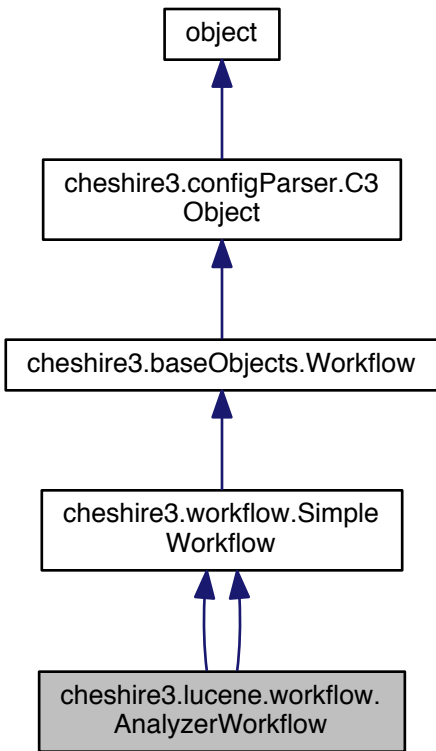 object
cheshire3.configParser.C3
Object
cheshire3.baseObjects.Workflow
cheshire3.workflow.Simple
Workflow
cheshire3.lucene.workflow.
AnalyzerWorkflow